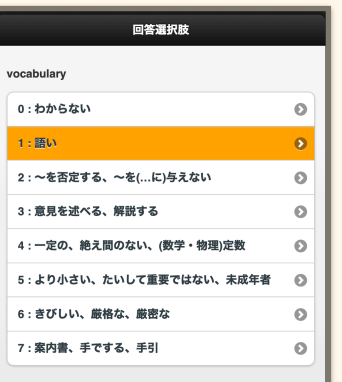 回答選択肢
vocabulary
0 : わからない
1 : 語い
2 : 〜を否定する、〜を(…に)与えない
3 : 意見を述べる、解説する
4 : 一定の、絶え間のない、(数学・物理)定数
5 : より小さい、たいして重要ではない、未成年者
6 : きびしい、厳格な、厳密な
7 : 案内書、手でする、手引